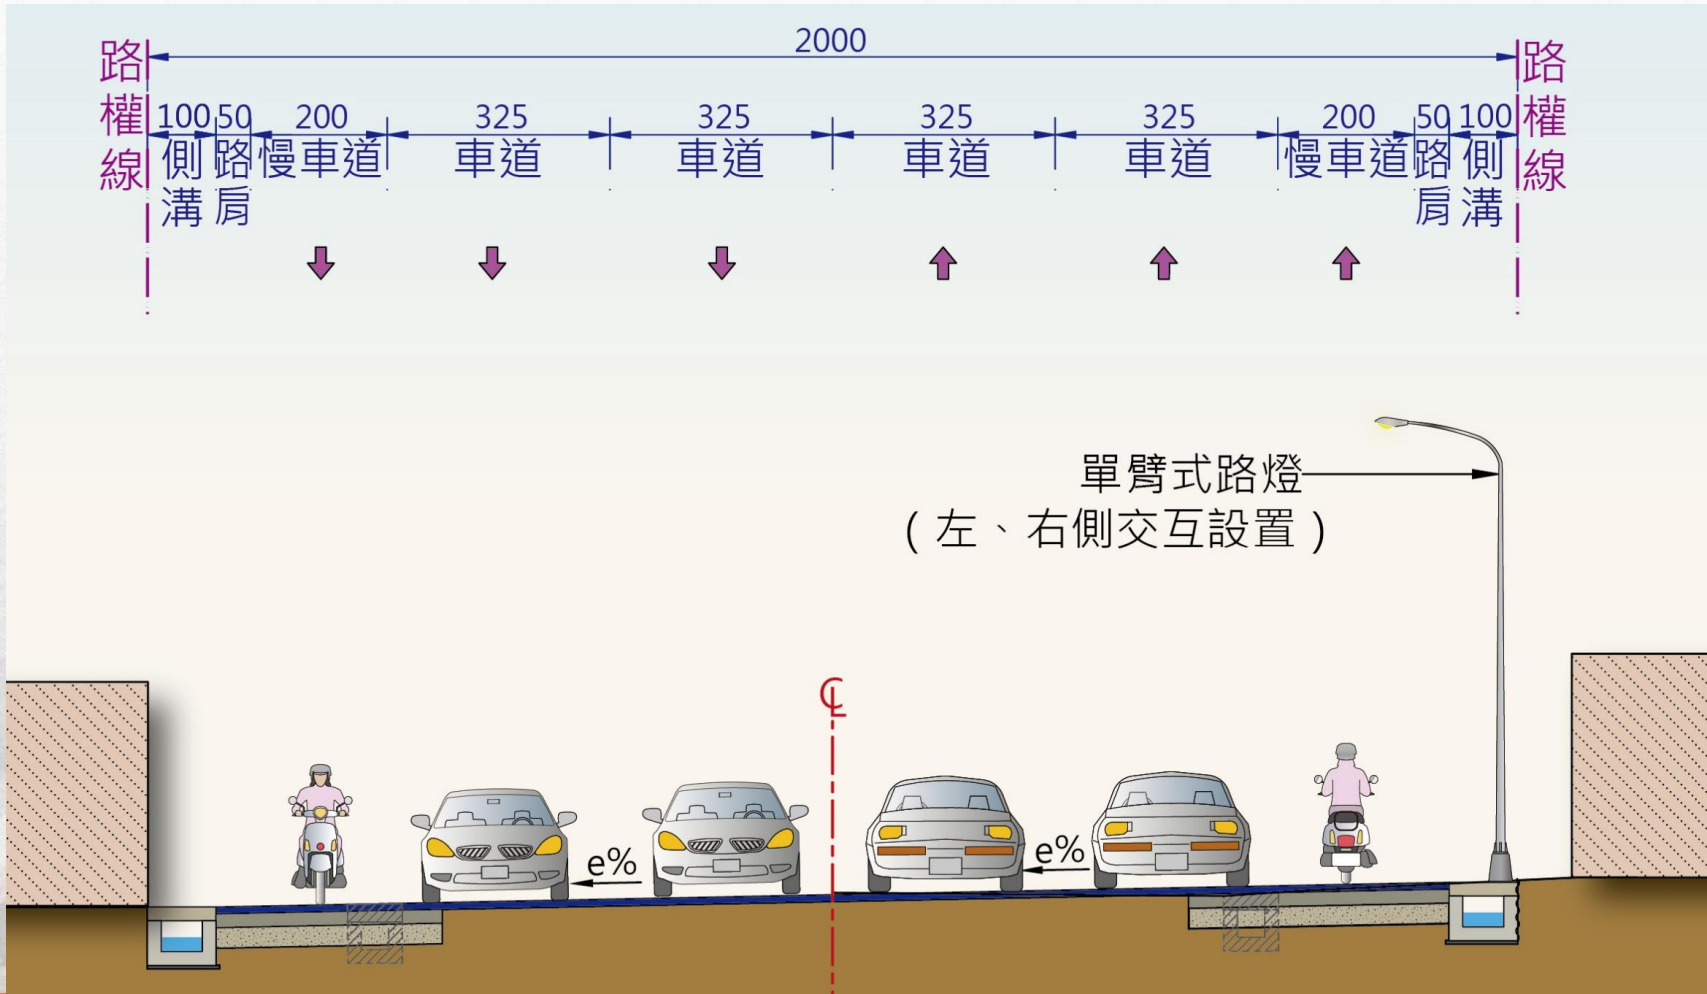 2000
路權線
路權線
100 50 200 325 325 325 325 200 50 100
側溝 路肩 慢車道 車道 車道 車道 車道 慢車道 路肩 側溝
單臂式路燈
(左、右側交互設置)
℄
e%
e%